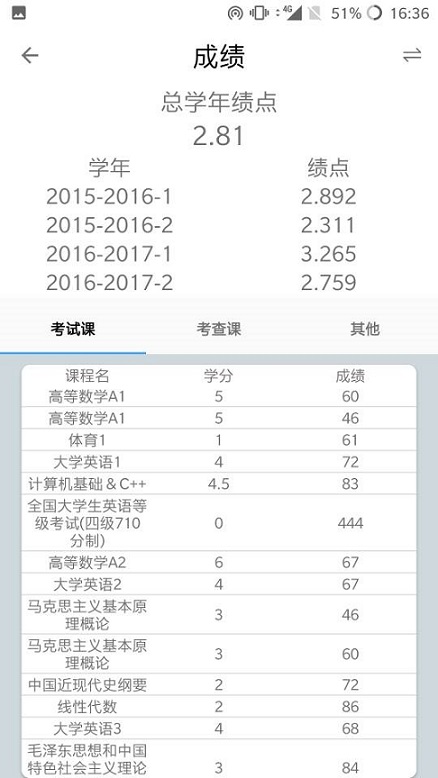 4G 51% 16:36
成绩
总学年绩点
2.81
学年 绩点
2015-2016-1 2.892
2015-2016-2 2.311
2016-2017-1 3.265
2016-2017-2 2.759
考试课 考查课 其他
课程名 学分 成绩
高等数学A1 5 60
高等数学A1 5 46
体育1 1 61
大学英语1 4 72
计算机基础＆C++ 4.5 83
全国大学生英语等
级考试(四级710 0 444
分制)
高等数学A2 6 67
大学英语2 4 67
马克思主义基本原
理概论 3 46
马克思主义基本原
理概论 3 60
中国近现代史纲要 2 72
线性代数 2 86
大学英语3 4 68
毛泽东思想和中国
特色社会主义理论 3 84